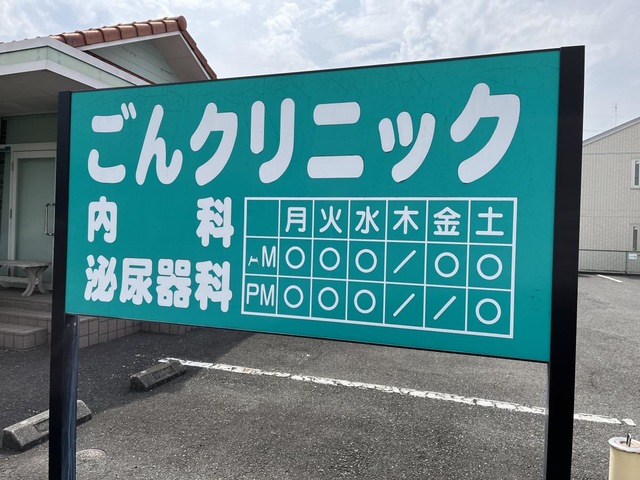 ごんクリニック
内科
泌尿器科
月 火 水 木 金 土
AM ○ ○ ○ / ○ ○
PM ○ ○ ○ / / ○